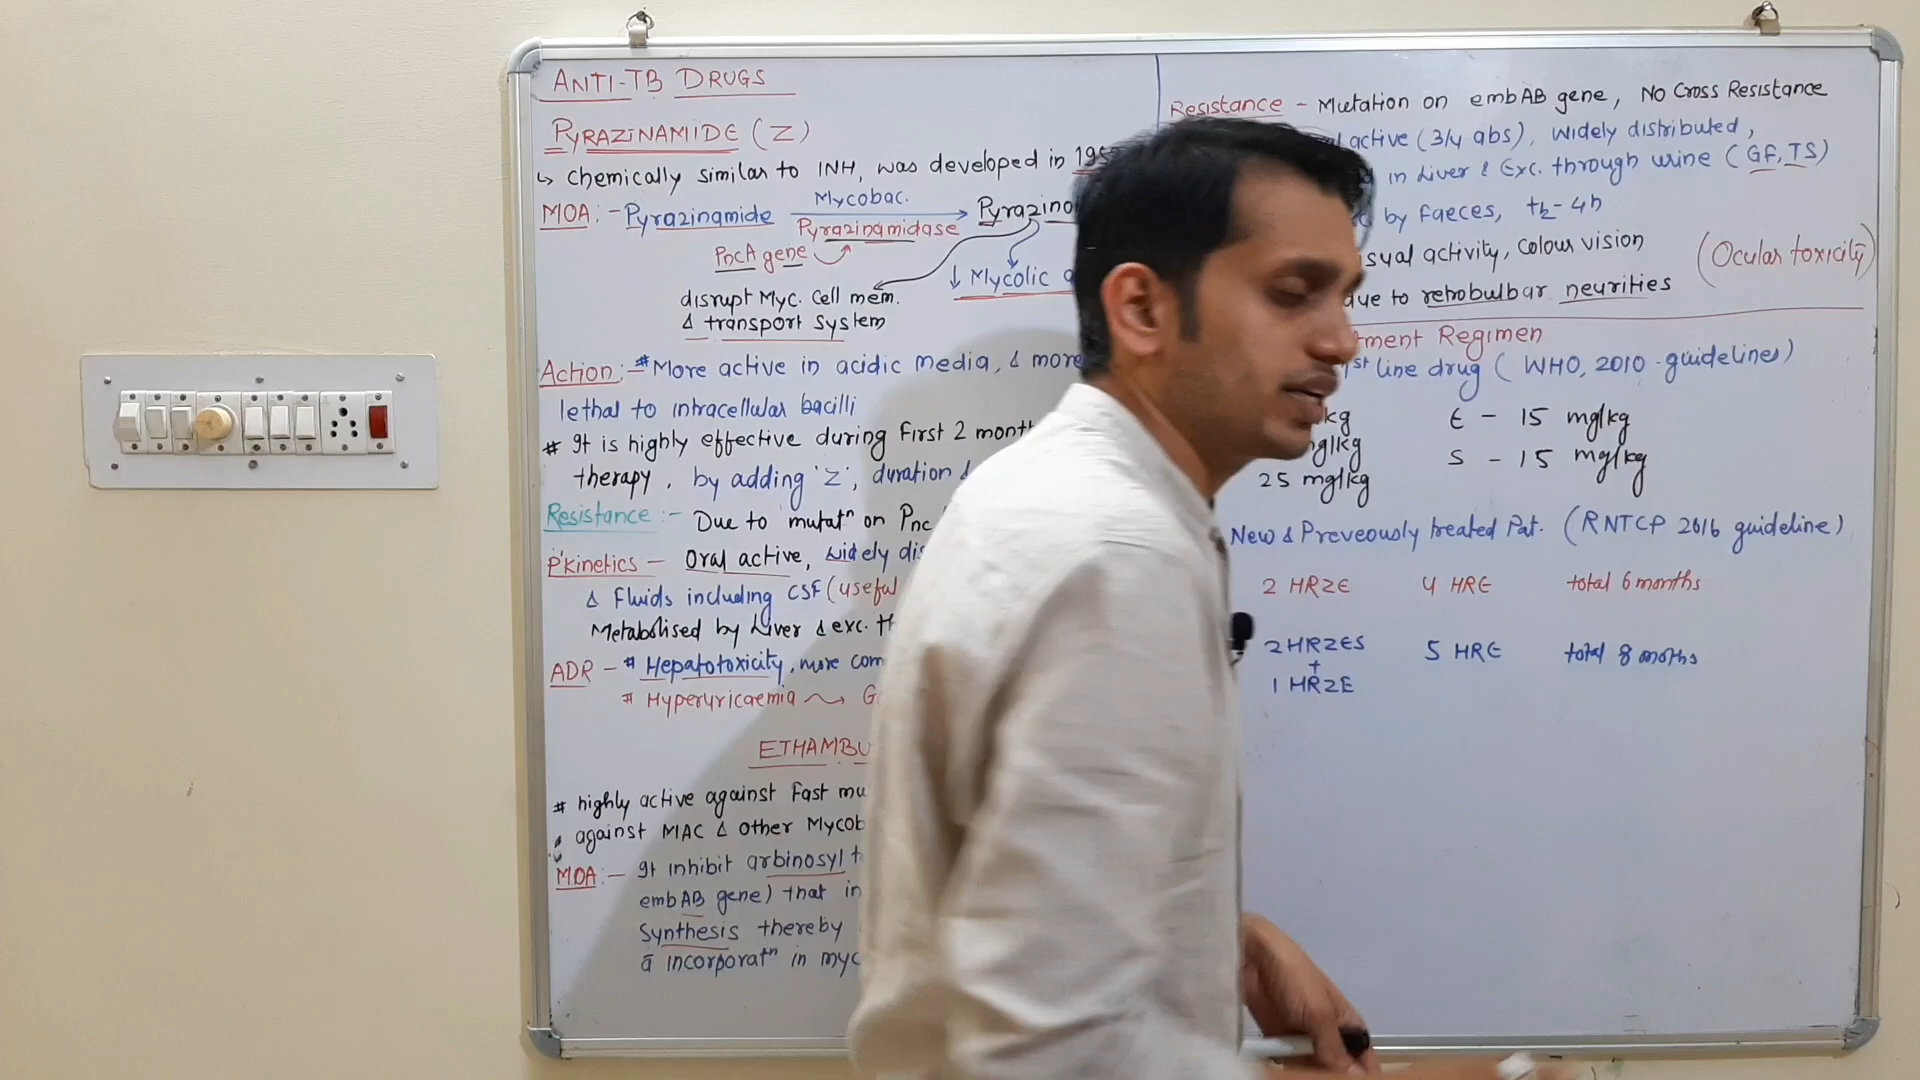 ANTI-TB DRUGS
PYRAZINAMIDE (Z)
↳ Chemically similar to INH, was developed in 195
MOA:- Pyrazinamide Mycobac. Pyrazino
Pyrazinamidase
PncA gene
↓ Mycolic a
disrupt Myc. Cell mem.
& transport system
Action:- # More active in acidic media, & more
lethal to intracellular bacilli
# It is highly effective during first 2 month
therapy, by adding 'Z', duration &
Resistance:- Due to mutatn on Pnc
P'kinetics - Oral active, widely dis
& Fluids including CSF (useful
Metabolised by Liver & exc. th
ADR - # Hepatotoxicity, more com
# Hyperuricaemia → G
ETHAMBU
# highly active against Fast mu
against MAC & other Mycob
MOA:- It inhibit arbinosyl t
embAB gene) that in
Synthesis thereby
ā incorporatn in myc
Resistance - Mutation on embAB gene, No Cross Resistance
l active (3/4 abs), widely distributed,
d in Liver & Exc. through urine (GF, TS)
by faeces, t½ - 4h
sual activity, colour vision (Ocular toxicity)
due to retrobulbar neurities
tment Regimen
1st line drug (WHO, 2010 - guidelines)
kg E - 15 mg/kg
mg/kg S - 15 mg/kg
25 mg/kg
New & Preveously treated Pat. (RNTCP 2016 guideline)
2 HRZE 4 HRE total 6 months
2 HRZES 5 HRE total 8 moths
+
1 HRZE